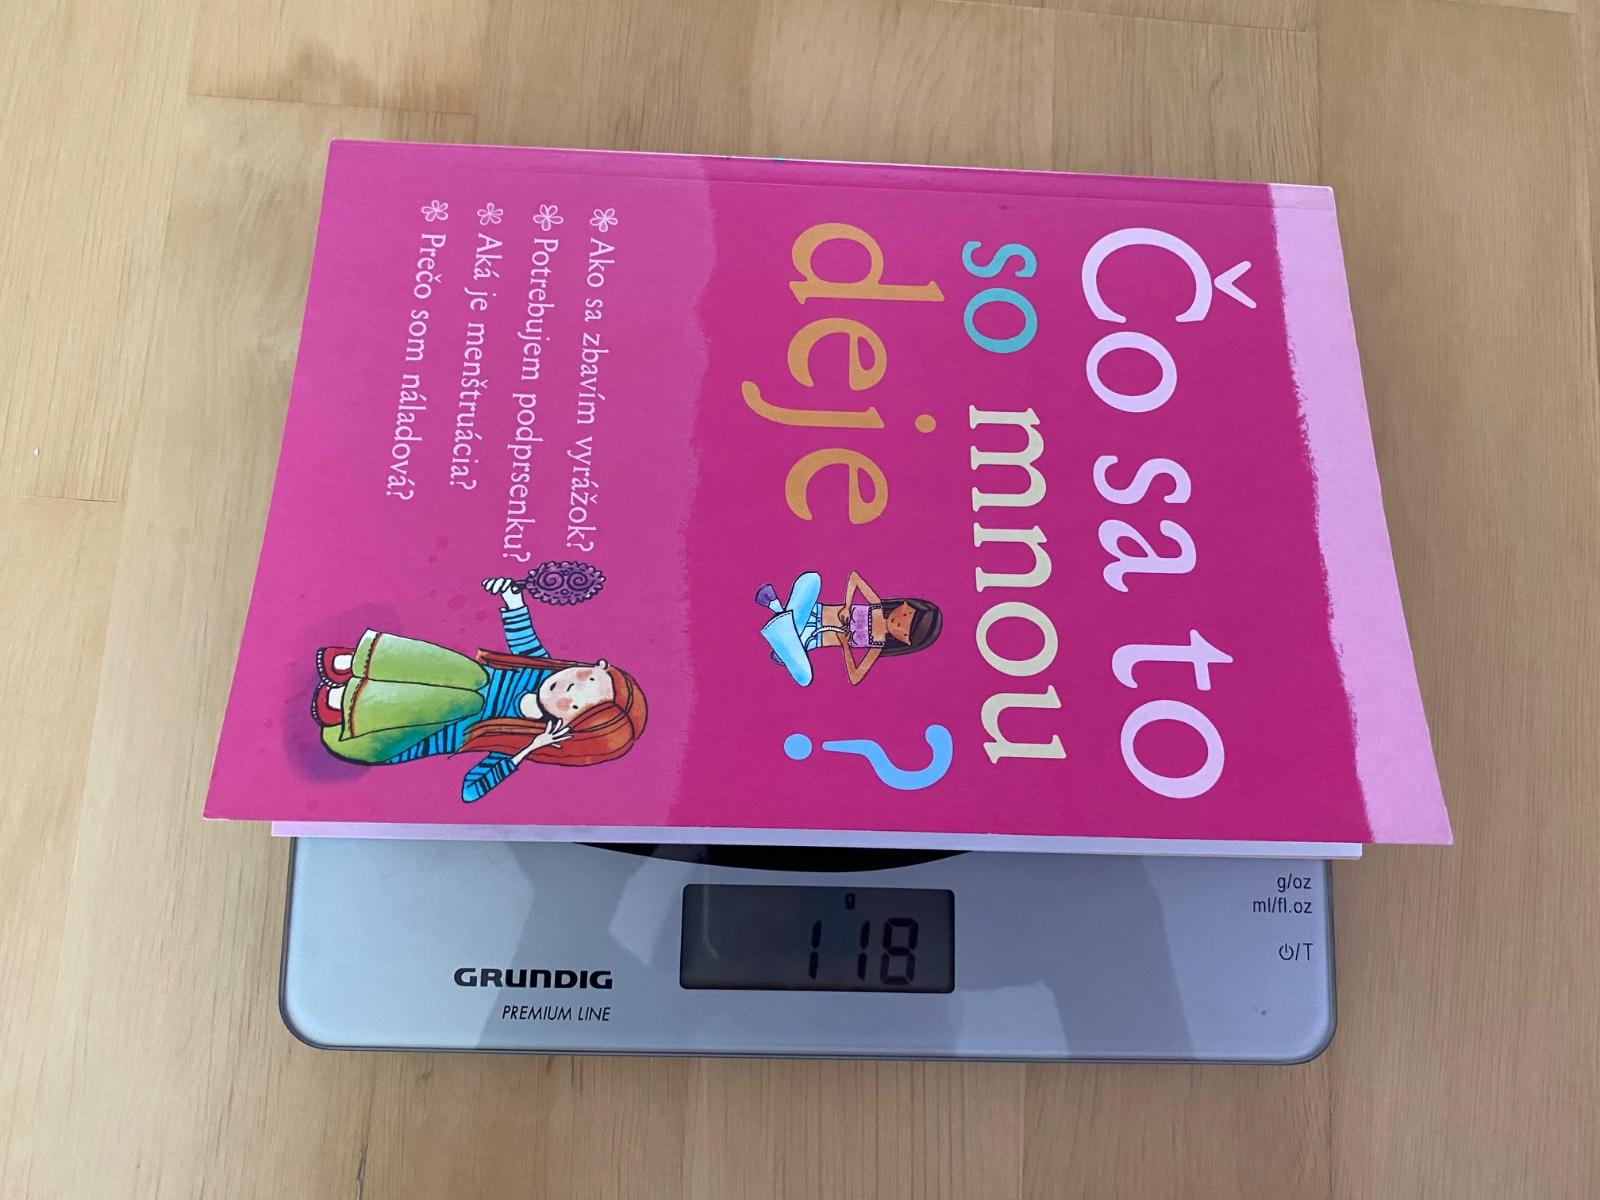 Čo sa to
so mnou
deje ?
Ako sa zbavím vyrážok?
Potrebujem podprsenku?
Aká je menštruácia?
Prečo som náladová?
g/oz
ml/fl.oz
⏻/T
g
118
GRUNDIG
PREMIUM LINE